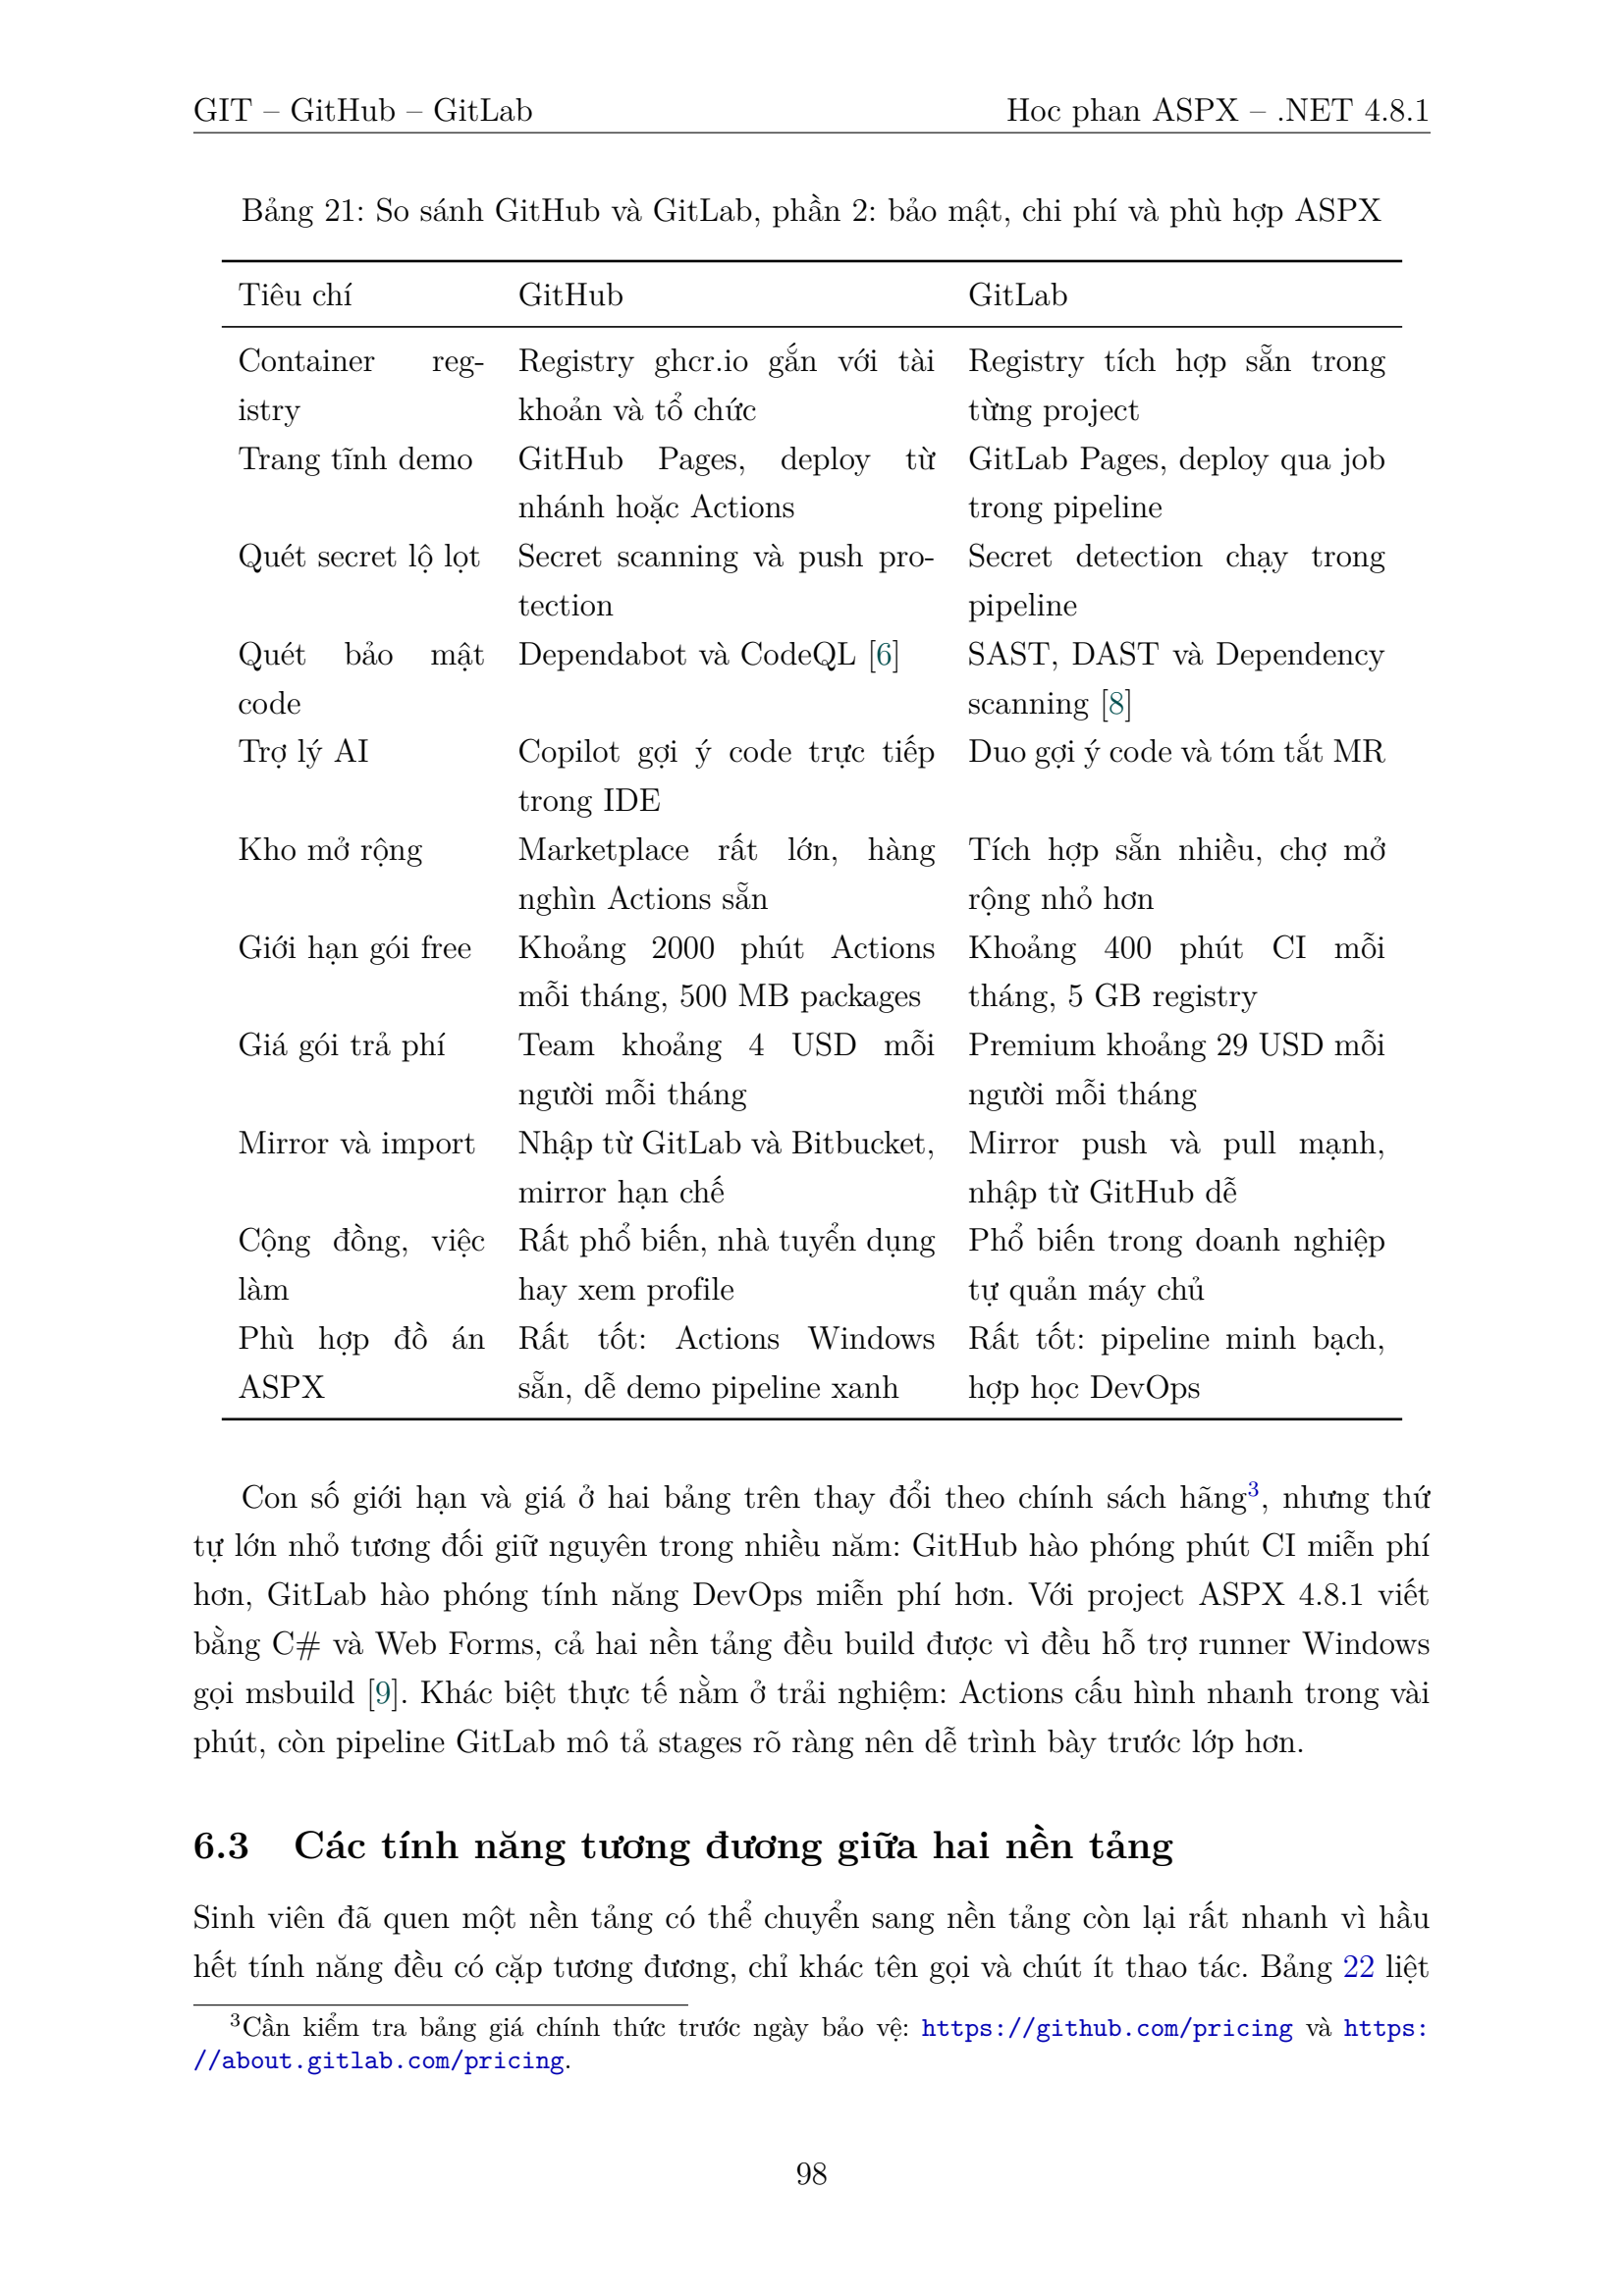 GIT – GitHub – GitLab
Hoc phan ASPX – .NET 4.8.1
Bảng 21: So sánh GitHub và GitLab, phần 2: bảo mật, chi phí và phù hợp ASPX
Tiêu chí GitHub GitLab
Container reg- Registry ghcr.io gắn với tài Registry tích hợp sẵn trong
istry khoản và tổ chức từng project
Trang tĩnh demo GitHub Pages, deploy từ GitLab Pages, deploy qua job
nhánh hoặc Actions trong pipeline
Quét secret lộ lọt Secret scanning và push pro- Secret detection chạy trong
tection pipeline
Quét bảo mật Dependabot và CodeQL [6] SAST, DAST và Dependency
code scanning [8]
Trợ lý AI Copilot gợi ý code trực tiếp Duo gợi ý code và tóm tắt MR
trong IDE
Kho mở rộng Marketplace rất lớn, hàng Tích hợp sẵn nhiều, chợ mở
nghìn Actions sẵn rộng nhỏ hơn
Giới hạn gói free Khoảng 2000 phút Actions Khoảng 400 phút CI mỗi
mỗi tháng, 500 MB packages tháng, 5 GB registry
Giá gói trả phí Team khoảng 4 USD mỗi Premium khoảng 29 USD mỗi
người mỗi tháng người mỗi tháng
Mirror và import Nhập từ GitLab và Bitbucket, Mirror push và pull mạnh,
mirror hạn chế nhập từ GitHub dễ
Cộng đồng, việc Rất phổ biến, nhà tuyển dụng Phổ biến trong doanh nghiệp
làm hay xem profile tự quản máy chủ
Phù hợp đồ án Rất tốt: Actions Windows Rất tốt: pipeline minh bạch,
ASPX sẵn, dễ demo pipeline xanh hợp học DevOps
Con số giới hạn và giá ở hai bảng trên thay đổi theo chính sách hãng3, nhưng thứ
tự lớn nhỏ tương đối giữ nguyên trong nhiều năm: GitHub hào phóng phút CI miễn phí
hơn, GitLab hào phóng tính năng DevOps miễn phí hơn. Với project ASPX 4.8.1 viết
bằng C# và Web Forms, cả hai nền tảng đều build được vì đều hỗ trợ runner Windows
gọi msbuild [9]. Khác biệt thực tế nằm ở trải nghiệm: Actions cấu hình nhanh trong vài
phút, còn pipeline GitLab mô tả stages rõ ràng nên dễ trình bày trước lớp hơn.
6.3 Các tính năng tương đương giữa hai nền tảng
Sinh viên đã quen một nền tảng có thể chuyển sang nền tảng còn lại rất nhanh vì hầu
hết tính năng đều có cặp tương đương, chỉ khác tên gọi và chút ít thao tác. Bảng 22 liệt
3Cần kiểm tra bảng giá chính thức trước ngày bảo vệ: https://github.com/pricing và https:
//about.gitlab.com/pricing.
98